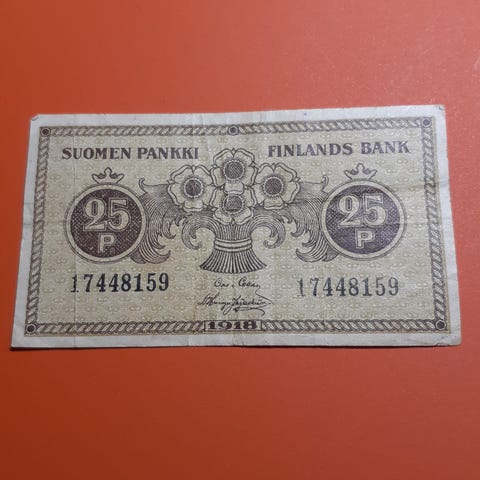 SUOMEN PANKKI FINLANDS BANK
25 P 25 P
17448159 17448159
1918